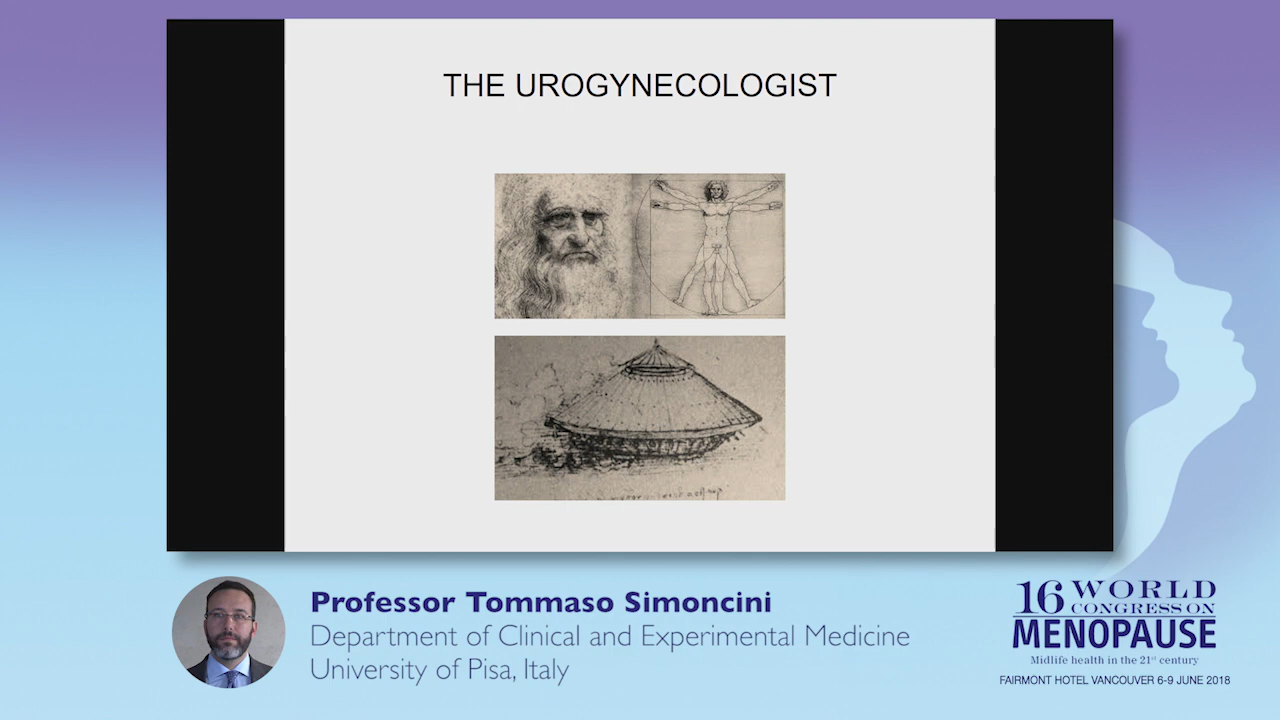 THE UROGYNECOLOGIST
Professor Tommaso Simoncini
Department of Clinical and Experimental Medicine
University of Pisa, Italy
16 WORLD
CONGRESS ON
MENOPAUSE
Midlife health in the 21st century
FAIRMONT HOTEL VANCOUVER 6-9 JUNE 2018